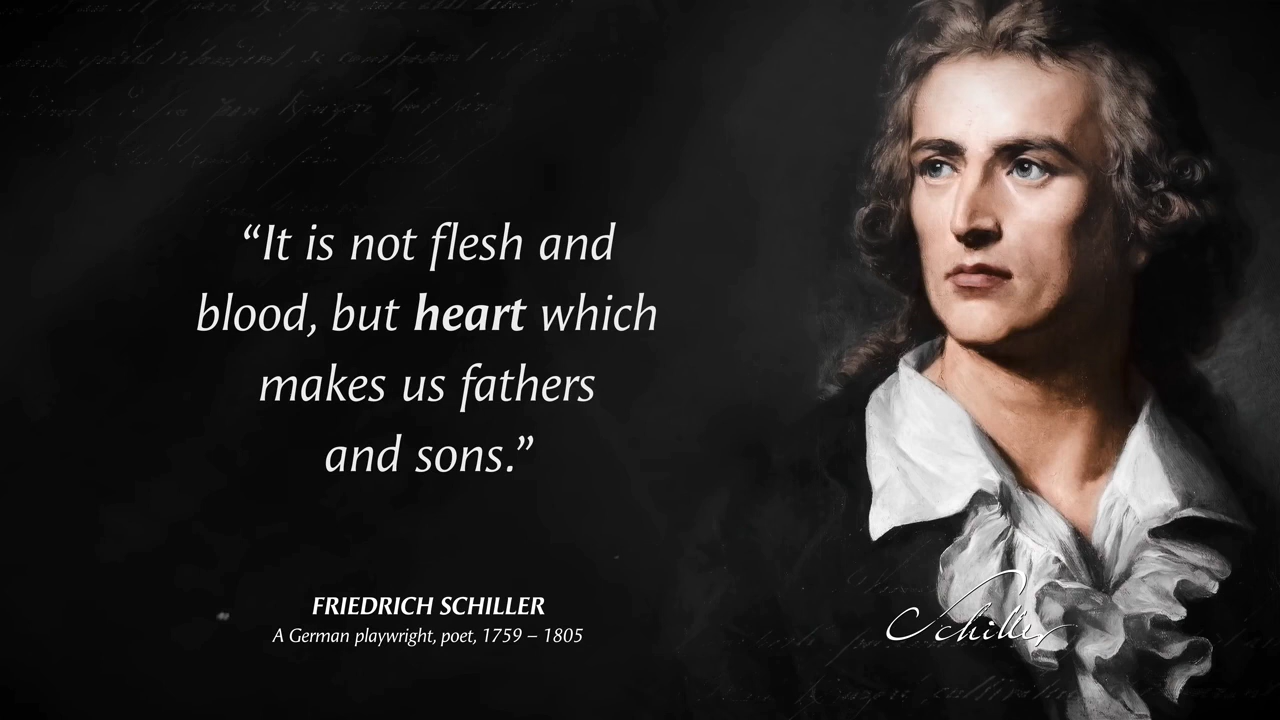 “It is not flesh and
blood, but heart which
makes us fathers
and sons.”
FRIEDRICH SCHILLER
A German playwright, poet, 1759 – 1805
Schiller